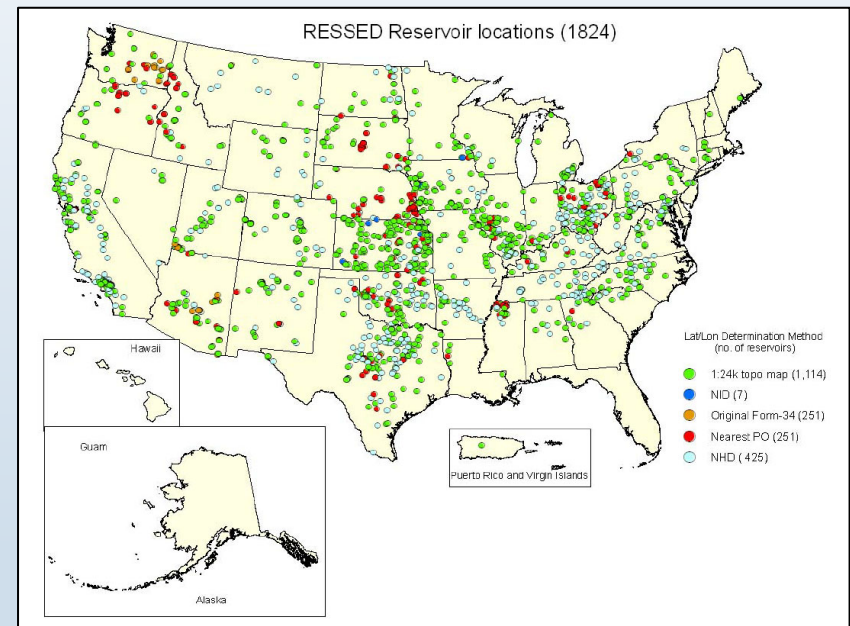 RESSED Reservoir locations (1824)
Hawaii
Guam
Alaska
Puerto Rico and Virgin Islands
Lat/Lon Determination Method
(no. of reservoirs)
1:24k topo map (1,114)
NID (7)
Original Form-34 (251)
Nearest PO (251)
NHD ( 425)